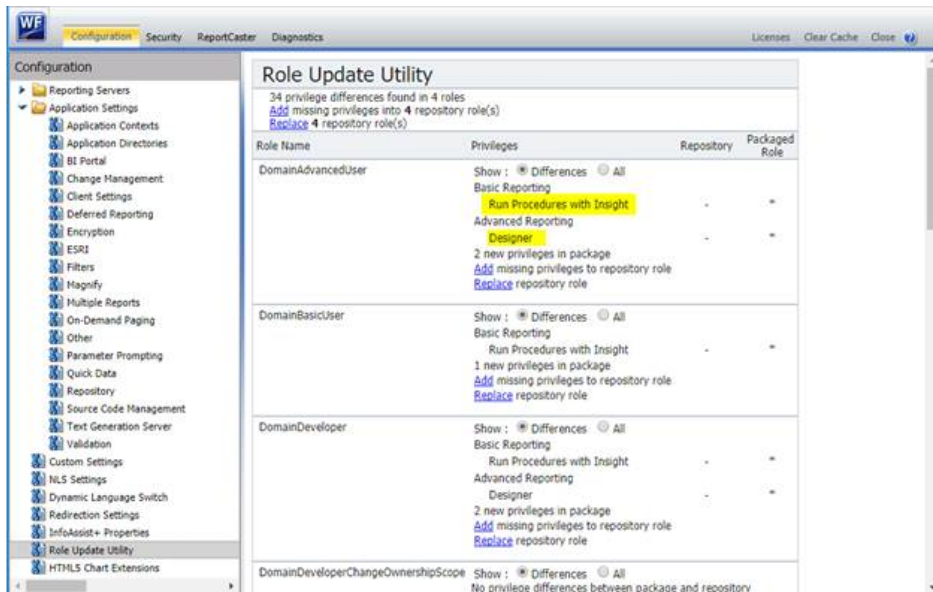 WF
Configuration Security ReportCaster Diagnostics Licenses Clear Cache Close ?
Configuration
Reporting Servers
Application Settings
Application Contexts
Application Directories
BI Portal
Change Management
Client Settings
Deferred Reporting
Encryption
ESRI
Filters
Magnify
Multiple Reports
On-Demand Paging
Other
Parameter Prompting
Quick Data
Repository
Source Code Management
Text Generation Server
Validation
Custom Settings
NLS Settings
Dynamic Language Switch
Redirection Settings
InfoAssist+ Properties
Role Update Utility
HTML5 Chart Extensions
Role Update Utility
34 privilege differences found in 4 roles
Add missing privileges into 4 repository role(s)
Replace 4 repository role(s)
Role Name Privileges Repository Packaged Role
DomainAdvancedUser Show : Differences All
Basic Reporting
Run Procedures with Insight - *
Advanced Reporting
Designer - *
2 new privileges in package
Add missing privileges to repository role
Replace repository role
DomainBasicUser Show : Differences All
Basic Reporting
Run Procedures with Insight - *
1 new privileges in package
Add missing privileges to repository role
Replace repository role
DomainDeveloper Show : Differences All
Basic Reporting
Run Procedures with Insight - *
Advanced Reporting
Designer - *
2 new privileges in package
Add missing privileges to repository role
Replace repository role
DomainDeveloperChangeOwnershipScope Show : Differences All
No privilege differences between package and repository